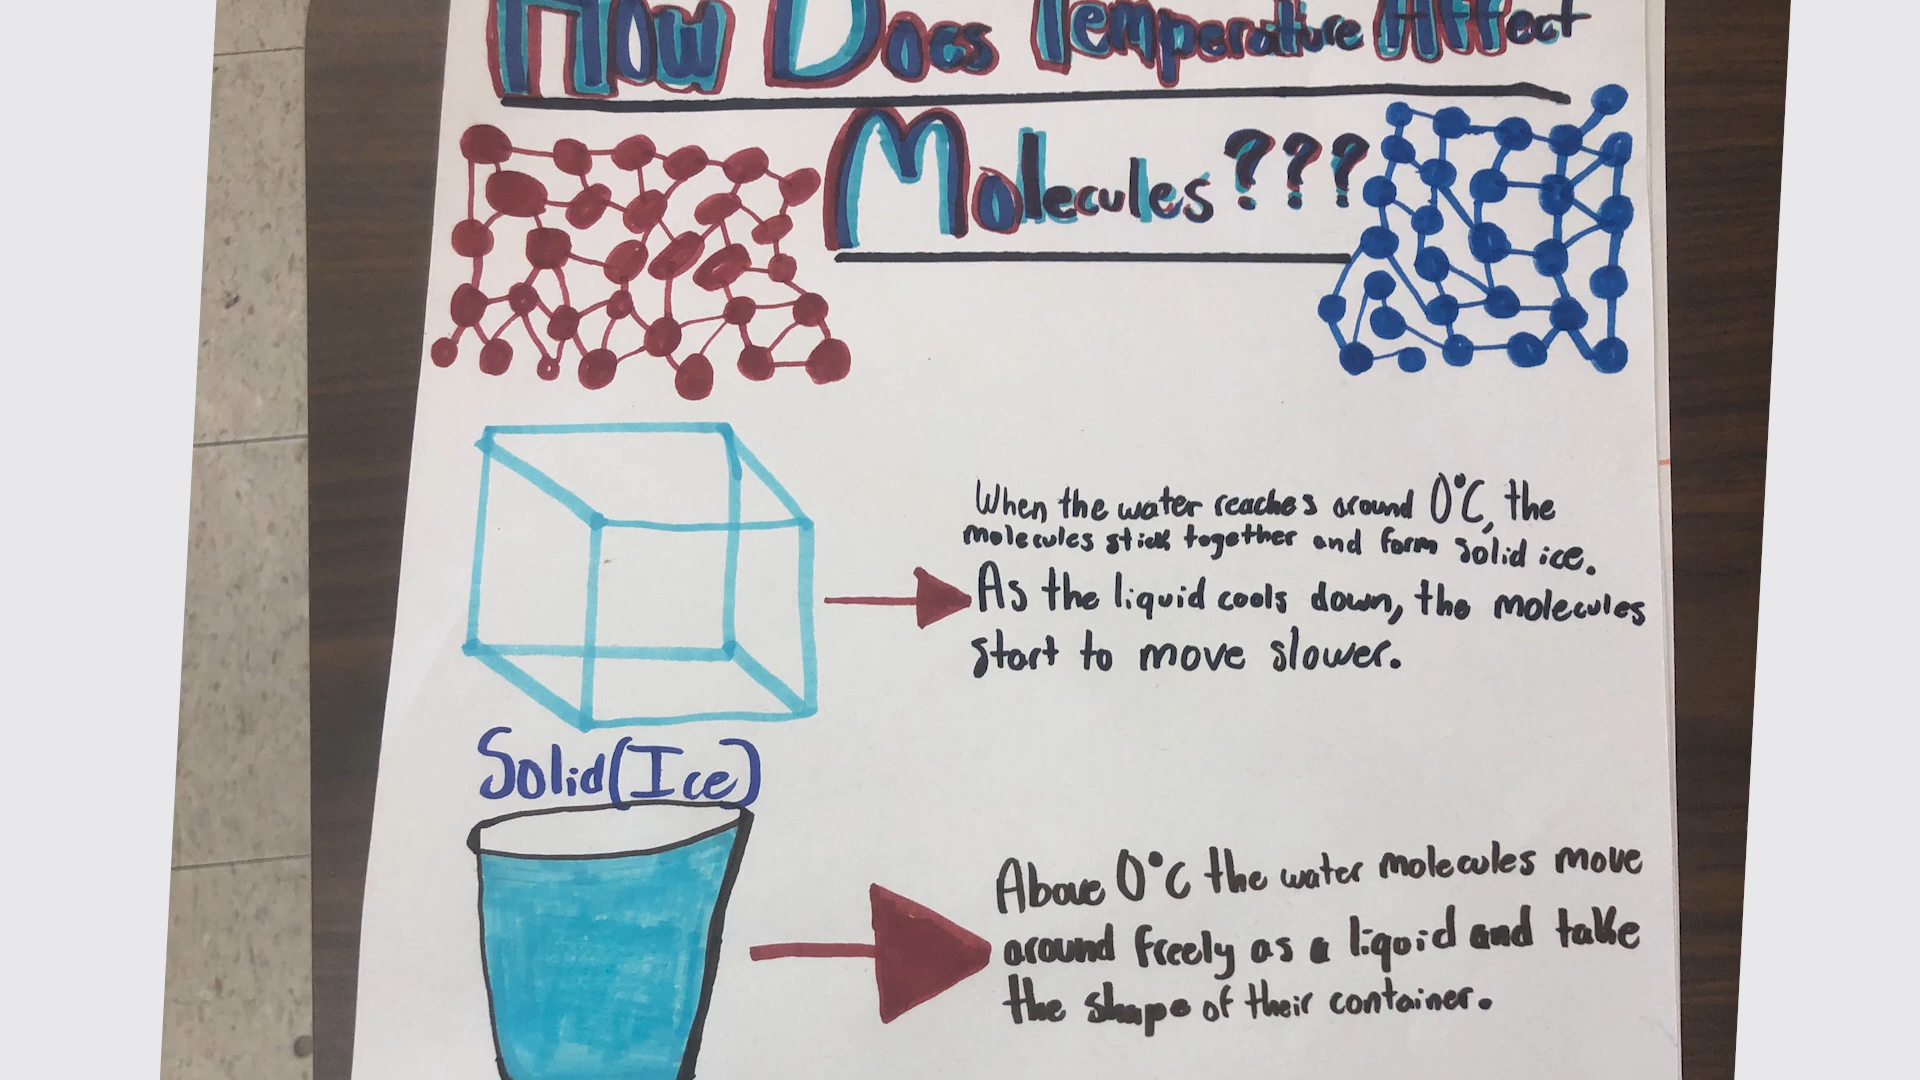 How Does Temperature Affect
Molecules???
When the water reaches around 0°C, the
molecules stick together and form solid ice.
As the liquid cools down, the molecules
start to move slower.
Solid(Ice)
Above 0°C the water molecules move
around freely as a liquid and take
the shape of their container.